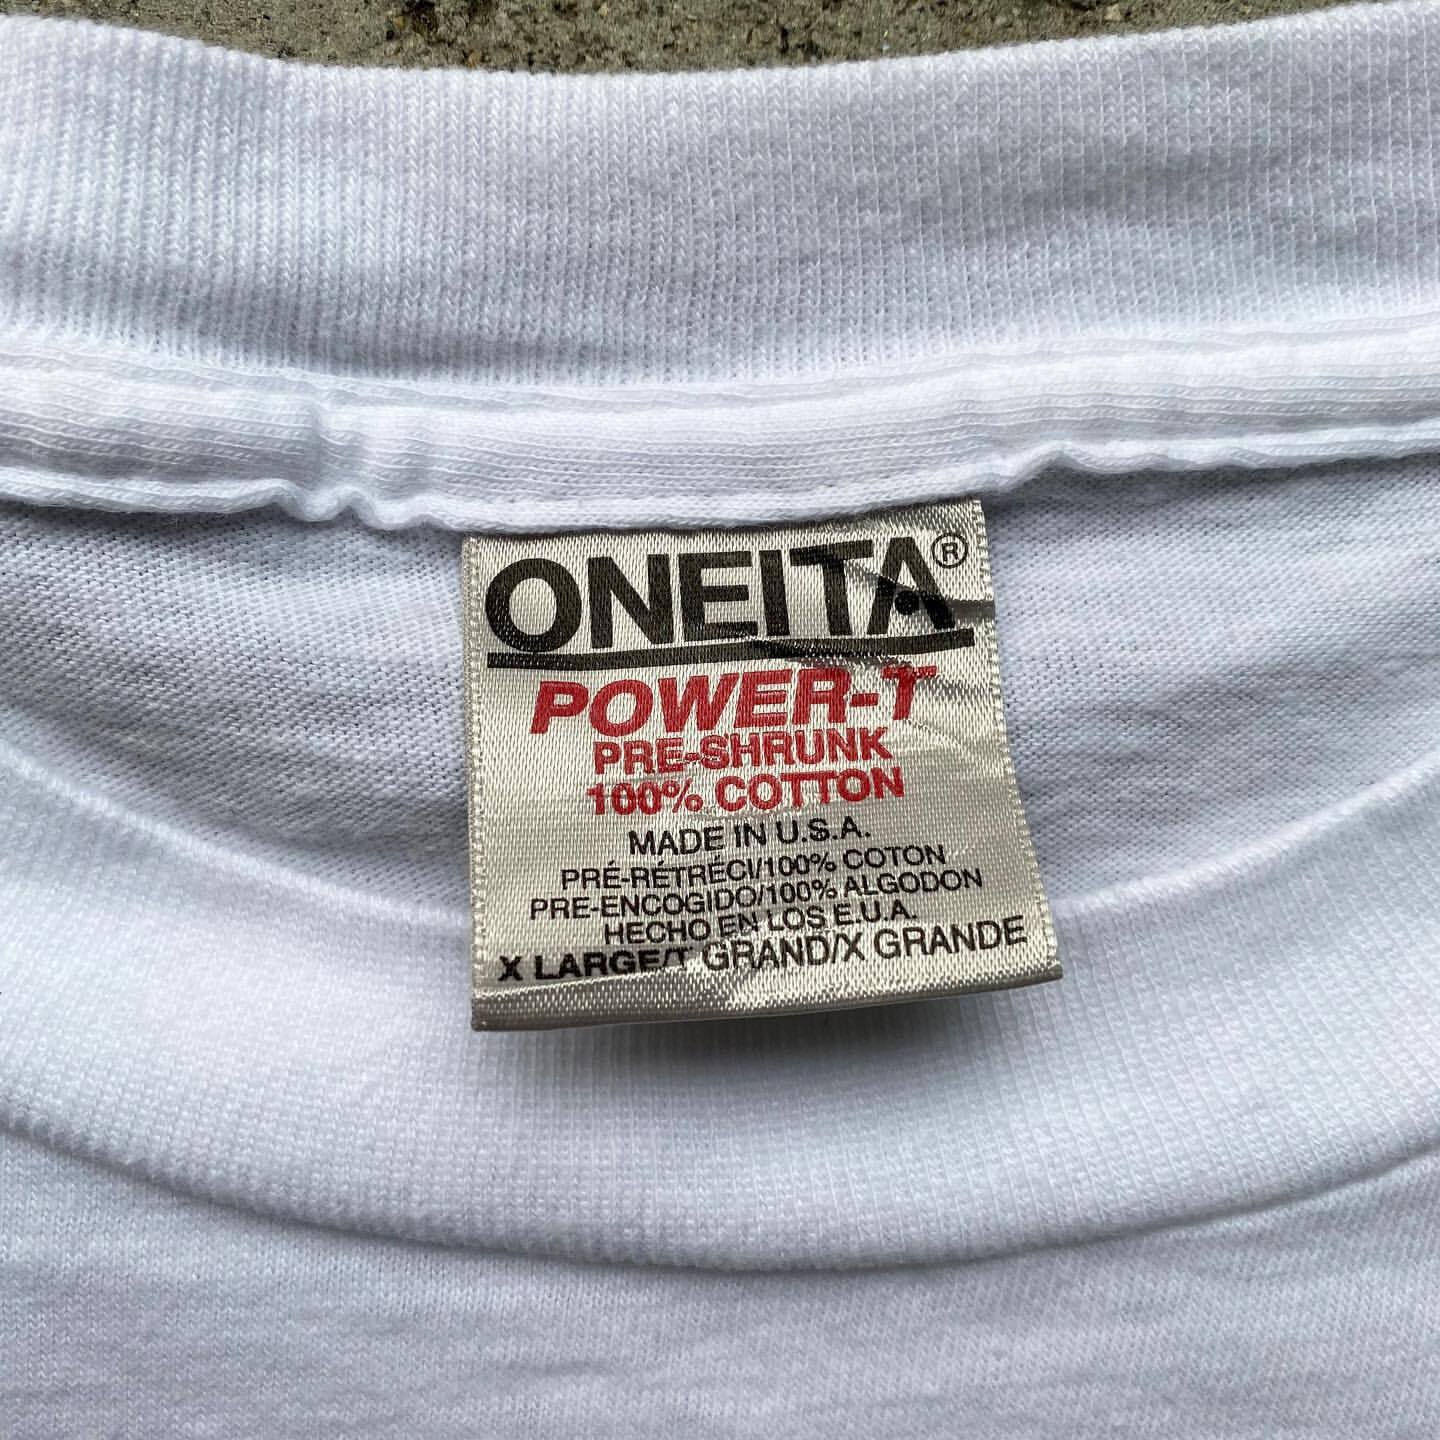 ONEITA®
POWER-T
PRE-SHRUNK
100% COTTON
MADE IN U.S.A.
PRÉ-RÉTRÉCI/100% COTON
PRE-ENCOGIDO/100% ALGODON
HECHO EN LOS E.U.A.
X LARGE/T GRAND/X GRANDE